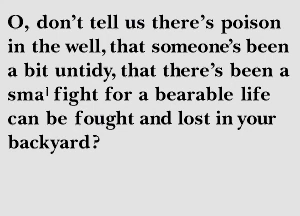 O, don’t tell us there’s poison
in the well, that someone’s been
a bit untidy, that there’s been a
sma' fight for a bearable life
can be fought and lost in your
backyard?